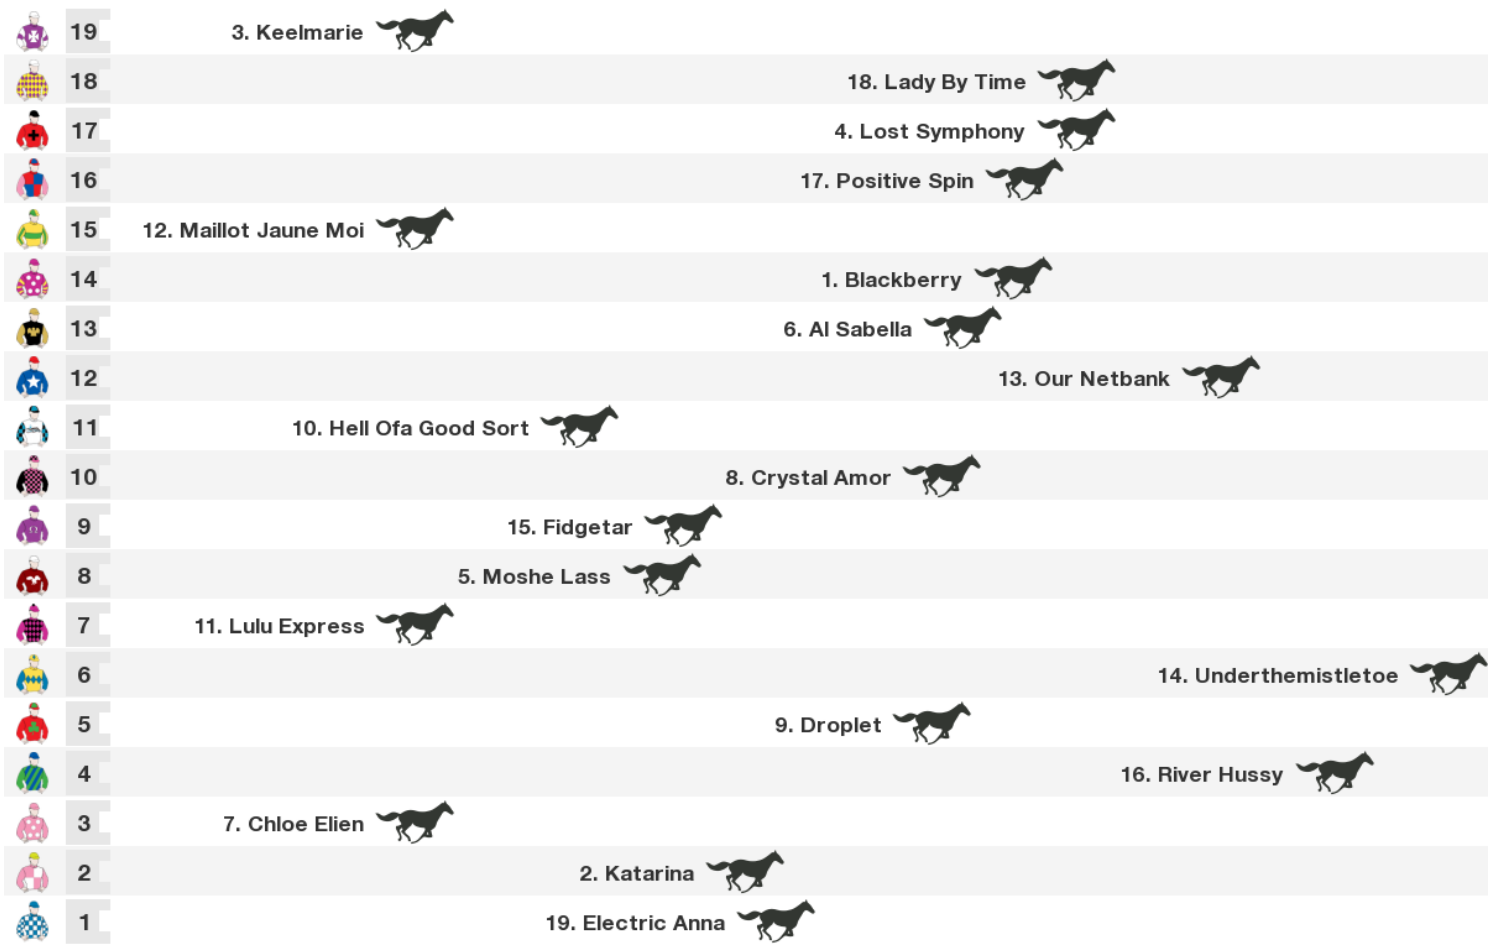 19 3. Keelmarie
18 18. Lady By Time
17 4. Lost Symphony
16 17. Positive Spin
15 12. Maillot Jaune Moi
14 1. Blackberry
13 6. Al Sabella
12 13. Our Netbank
11 10. Hell Ofa Good Sort
10 8. Crystal Amor
9 15. Fidgetar
8 5. Moshe Lass
7 11. Lulu Express
6 14. Underthemistletoe
5 9. Droplet
4 16. River Hussy
3 7. Chloe Elien
2 2. Katarina
1 19. Electric Anna